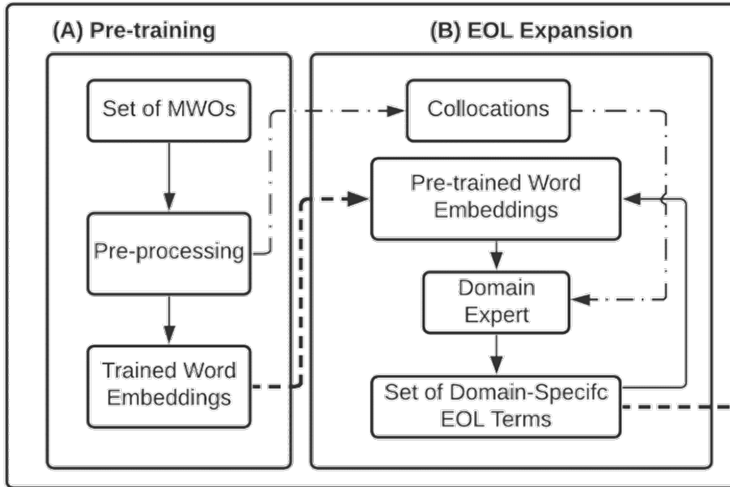 (A) Pre-training
(B) EOL Expansion
Set of MWOs
Collocations
Pre-trained Word
Embeddings
Pre-processing
Domain
Expert
Trained Word
Embeddings
Set of Domain-Specifc
EOL Terms